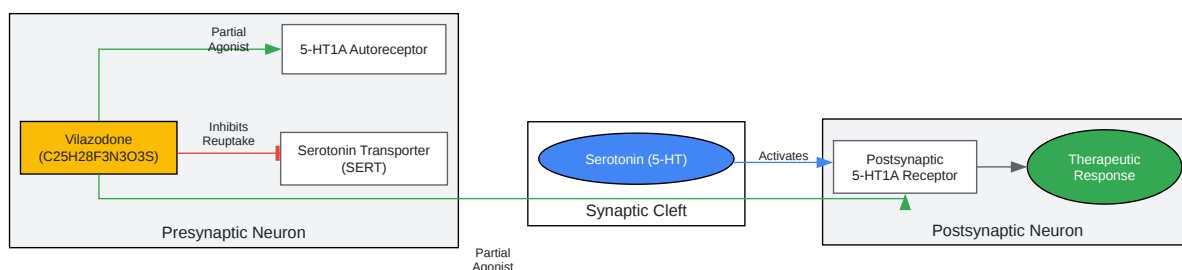 Partial
Agonist
5-HT1A Autoreceptor
Vilazodone
(C25H28F3N3O3S)
Inhibits
Reuptake
Serotonin Transporter
(SERT)
Presynaptic Neuron
Serotonin (5-HT)
Synaptic Cleft
Activates
Postsynaptic
5-HT1A Receptor
Therapeutic
Response
Postsynaptic Neuron
Partial
Agonist